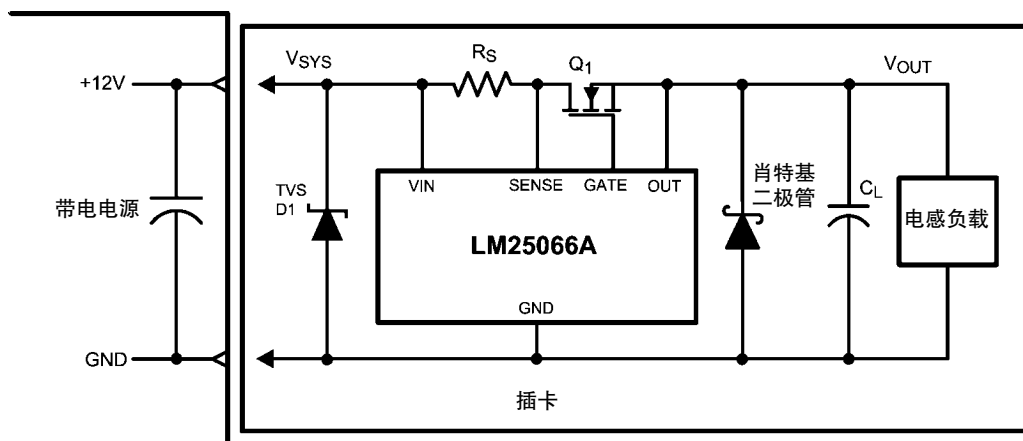 +12V
带电电源
GND
VSYS
RS
Q1
VOUT
TVS
D1
VIN
SENSE
GATE
OUT
LM25066A
GND
肖特基
二极管
CL
电感负载
插卡